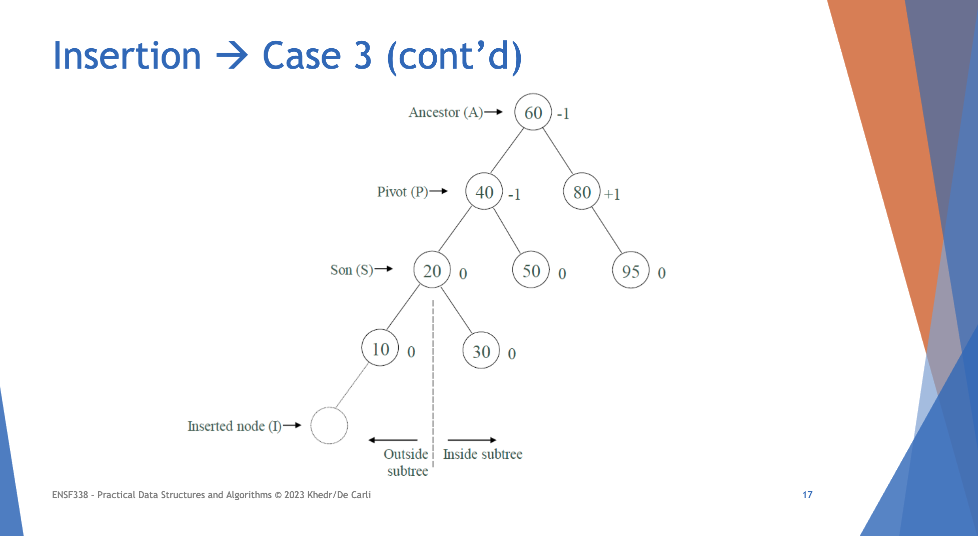 Insertion → Case 3 (cont'd)
Ancestor (A)→ 60 -1
Pivot (P)→ 40 -1 80 +1
Son (S)→ 20 0 50 0 95 0
10 0 30 0
Inserted node (I)→
Outside Inside subtree
subtree
ENSF338 - Practical Data Structures and Algorithms © 2023 Khedr/De Carli 17